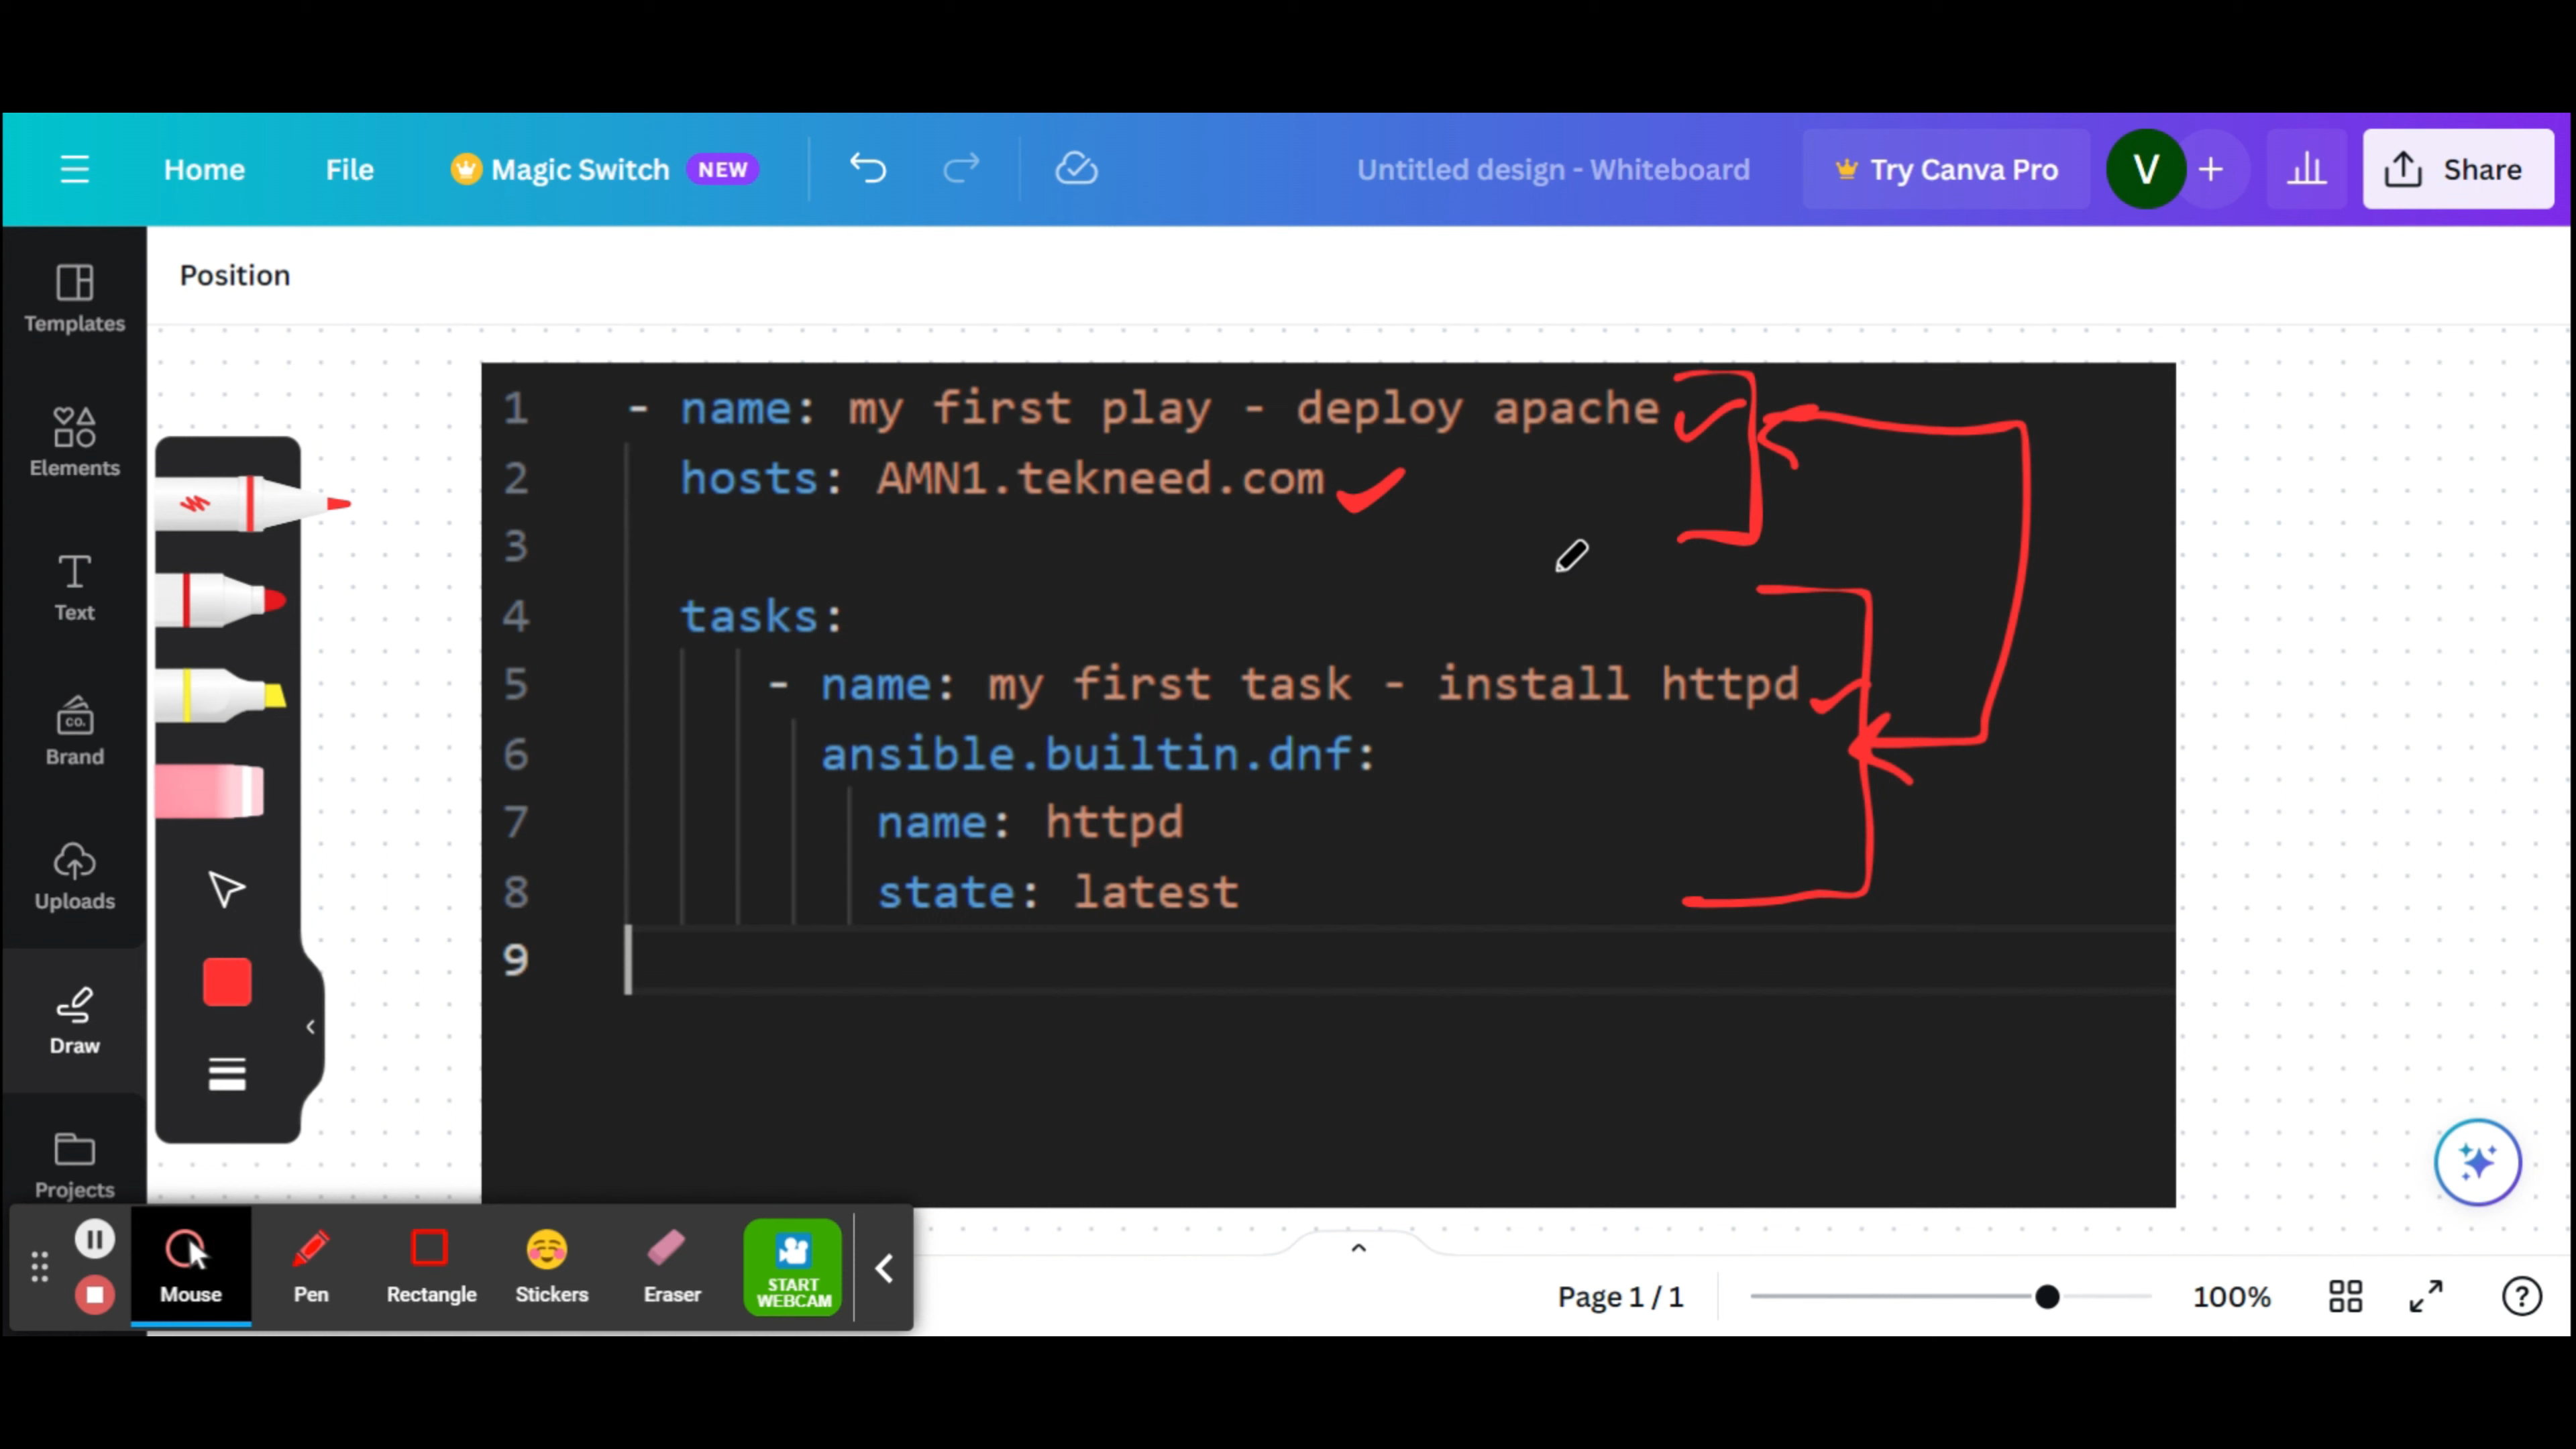 Home File Magic Switch NEW Untitled design - Whiteboard Try Canva Pro V + Share
Position
Templates
Elements
Text
CO.
Brand
Uploads
Draw
Projects
1 - name: my first play - deploy apache
2 hosts: AMN1.tekneed.com
3
4 tasks:
5 - name: my first task - install httpd
6 ansible.builtin.dnf:
7 name: httpd
8 state: latest
9
Mouse Pen Rectangle Stickers Eraser START WEBCAM
Page 1 / 1 100% ?